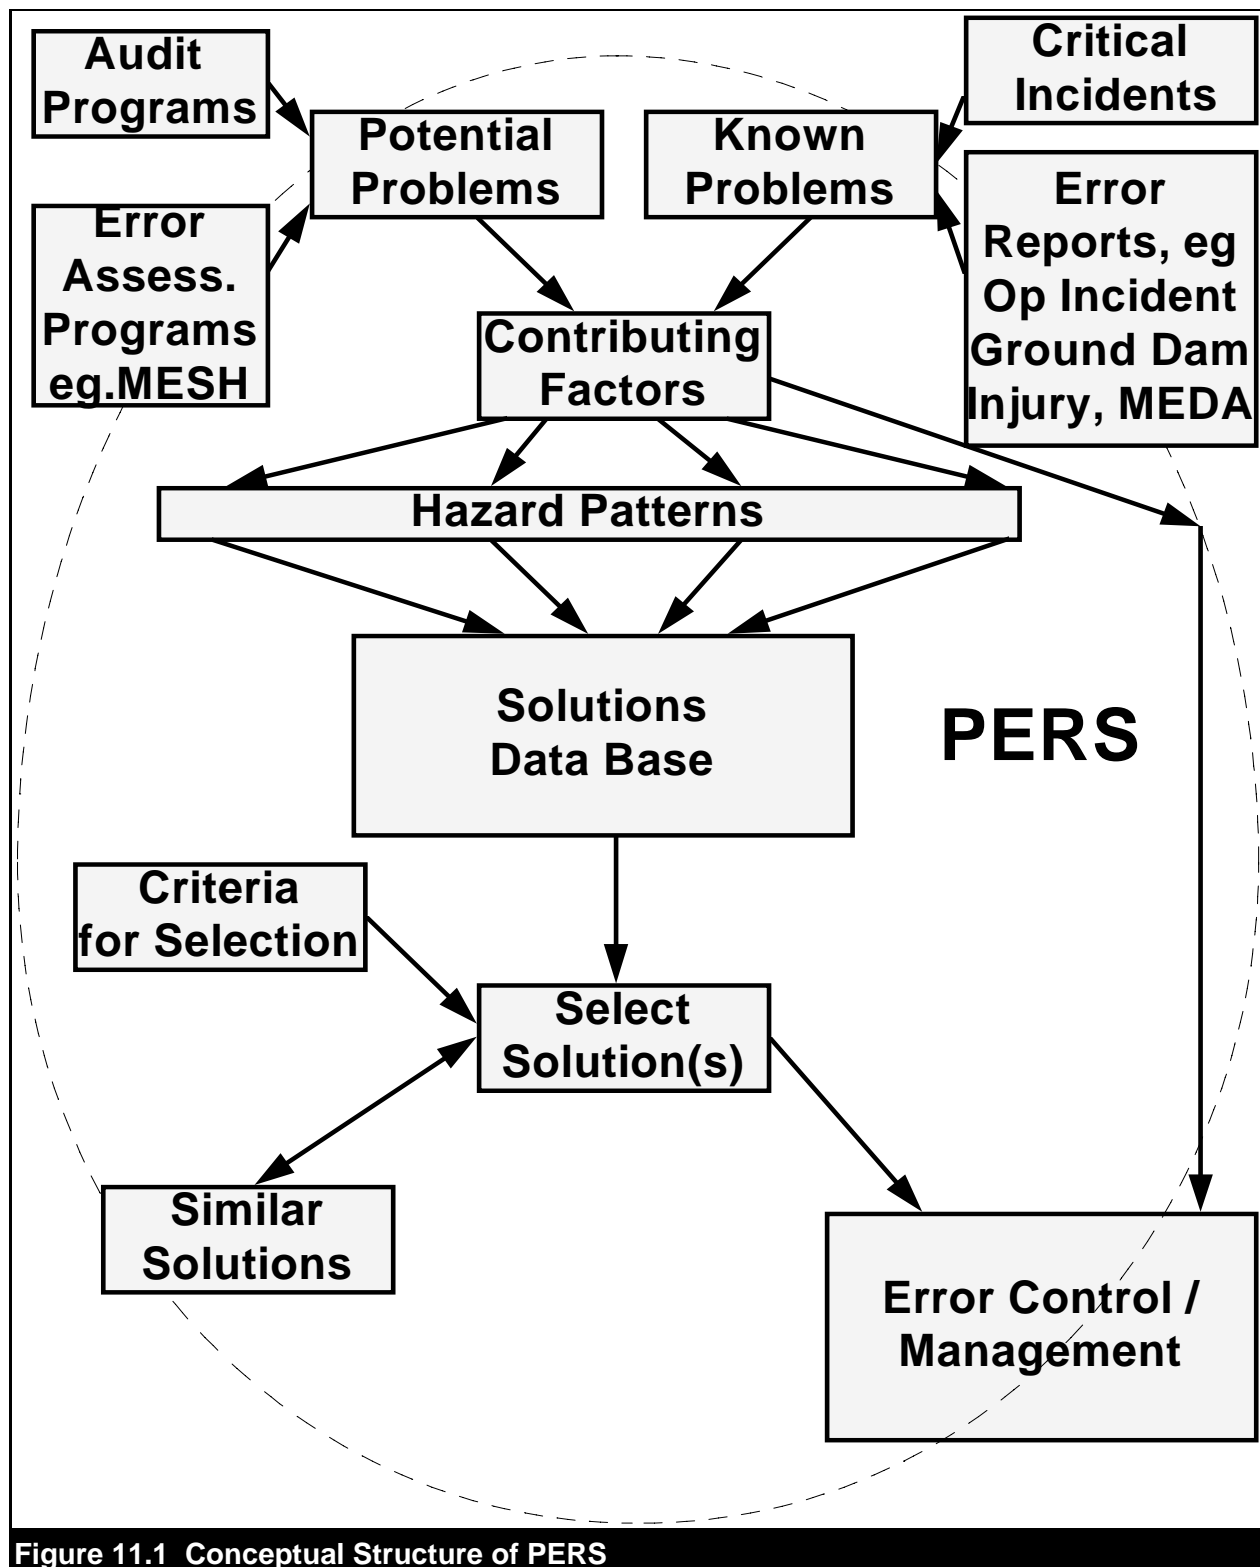 Audit
Programs
Critical
Incidents
Potential
Problems
Known
Problems
Error
Assess.
Programs
eg.MESH
Error
Reports, eg
Op Incident
Ground Dam
Injury, MEDA
Contributing
Factors
Hazard Patterns
Solutions
Data Base
PERS
Criteria
for Selection
Select
Solution(s)
Similar
Solutions
Error Control /
Management
Figure 11.1 Conceptual Structure of PERS